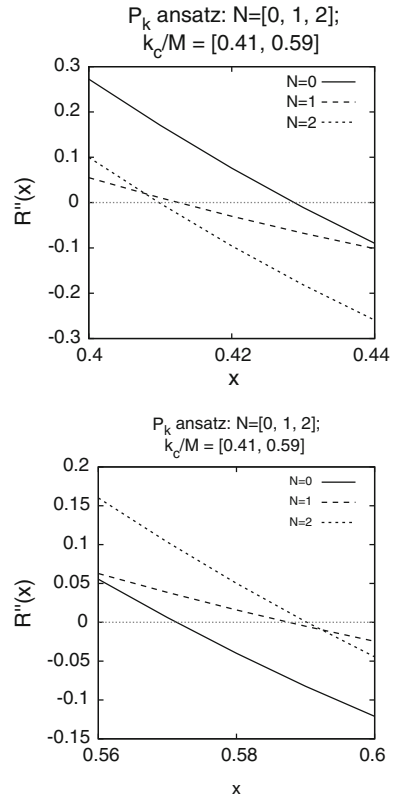 P_k ansatz: N=[0, 1, 2];
k_c/M = [0.41, 0.59]
0.3
0.2
0.1
0
-0.1
-0.2
-0.3
R''(x)
N=0
N=1
N=2
0.4
0.42
0.44
x
P_k ansatz: N=[0, 1, 2];
k_c/M = [0.41, 0.59]
0.2
0.15
0.1
0.05
0
-0.05
-0.1
-0.15
R''(x)
N=0
N=1
N=2
0.56
0.58
0.6
x